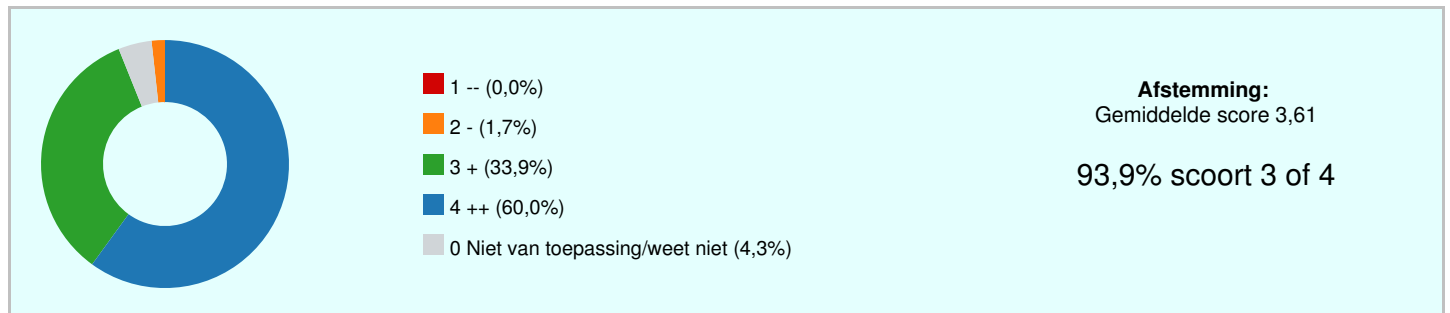 1 -- (0,0%)
2 - (1,7%)
3 + (33,9%)
4 ++ (60,0%)
0 Niet van toepassing/weet niet (4,3%)
Afstemming:
Gemiddelde score 3,61
93,9% scoort 3 of 4